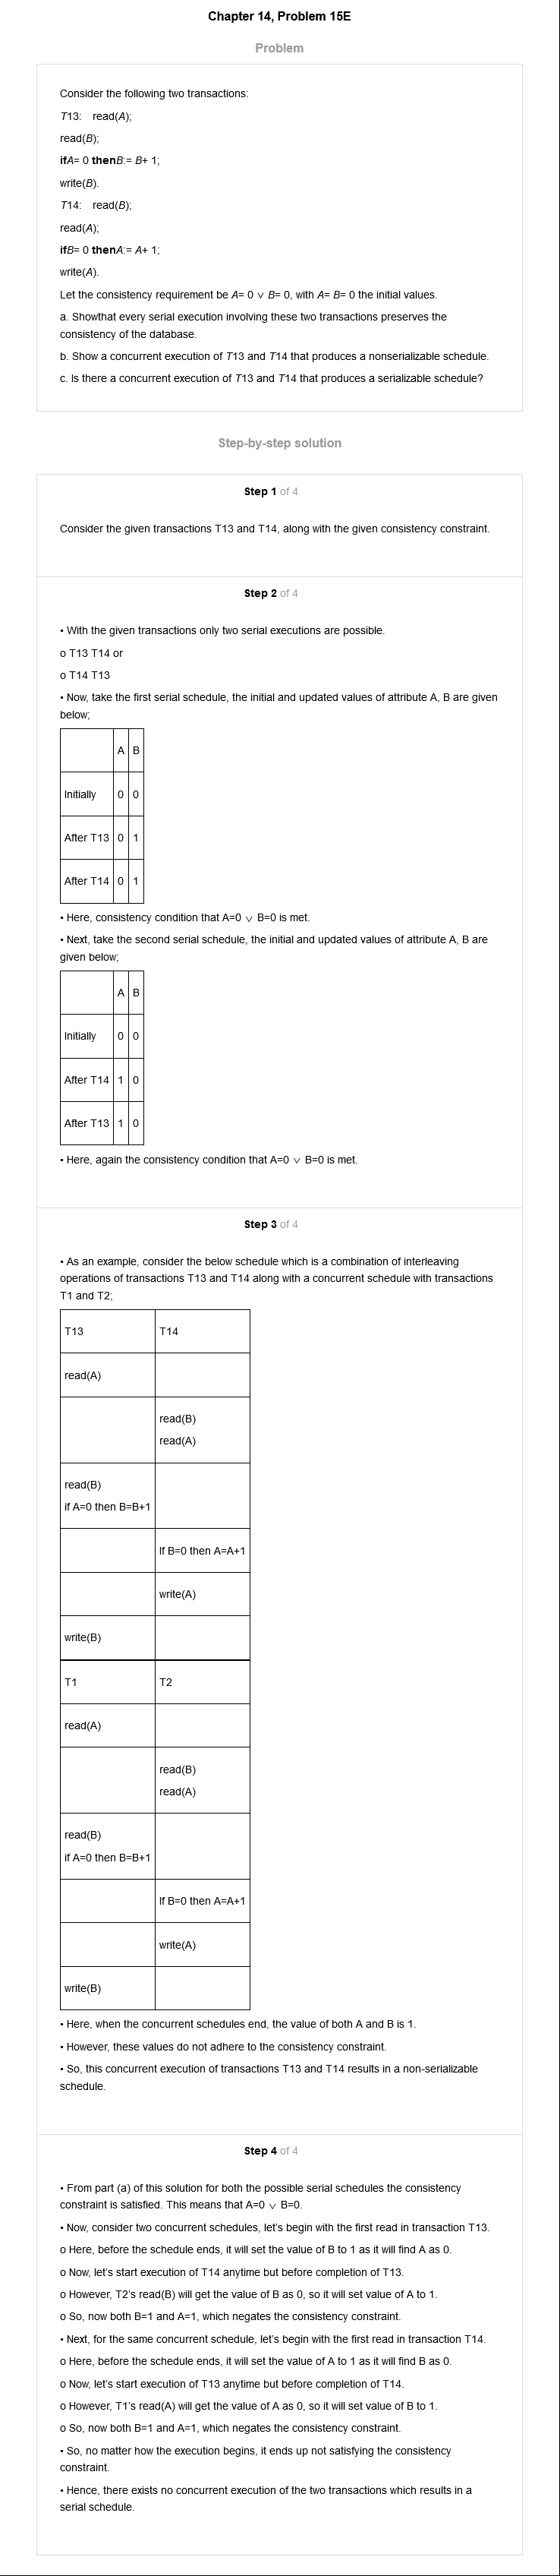 Chapter 14, Problem 15E
Problem
Consider the following two transactions:
T13: read(A);
read(B);
ifA= 0 thenB:= B+ 1;
write(B).
T14: read(B);
read(A);
ifB= 0 thenA:= A+ 1;
write(A).
Let the consistency requirement be A= 0 ∨ B= 0, with A= B= 0 the initial values.
a. Showthat every serial execution involving these two transactions preserves the
consistency of the database.
b. Show a concurrent execution of T13 and T14 that produces a nonserializable schedule.
c. Is there a concurrent execution of T13 and T14 that produces a serializable schedule?
Step-by-step solution
Step 1 of 4
Consider the given transactions T13 and T14, along with the given consistency constraint.
Step 2 of 4
• With the given transactions only two serial executions are possible.
o T13 T14 or
o T14 T13
• Now, take the first serial schedule, the initial and updated values of attribute A, B are given
below;
A B
Initially 0 0
After T13 0 1
After T14 0 1
• Here, consistency condition that A=0 ∨ B=0 is met.
• Next, take the second serial schedule, the initial and updated values of attribute A, B are
given below;
A B
Initially 0 0
After T14 1 0
After T13 1 0
• Here, again the consistency condition that A=0 ∨ B=0 is met.
Step 3 of 4
• As an example, consider the below schedule which is a combination of interleaving
operations of transactions T13 and T14 along with a concurrent schedule with transactions
T1 and T2;
T13 T14
read(A)
read(B)
read(A)
read(B)
if A=0 then B=B+1
If B=0 then A=A+1
write(A)
write(B)
T1 T2
read(A)
read(B)
read(A)
read(B)
if A=0 then B=B+1
If B=0 then A=A+1
write(A)
write(B)
• Here, when the concurrent schedules end, the value of both A and B is 1.
• However, these values do not adhere to the consistency constraint.
• So, this concurrent execution of transactions T13 and T14 results in a non-serializable
schedule.
Step 4 of 4
• From part (a) of this solution for both the possible serial schedules the consistency
constraint is satisfied. This means that A=0 ∨ B=0.
• Now, consider two concurrent schedules, let's begin with the first read in transaction T13.
o Here, before the schedule ends, it will set the value of B to 1 as it will find A as 0.
o Now, let's start execution of T14 anytime but before completion of T13.
o However, T2's read(B) will get the value of B as 0, so it will set value of A to 1.
o So, now both B=1 and A=1, which negates the consistency constraint.
• Next, for the same concurrent schedule, let's begin with the first read in transaction T14.
o Here, before the schedule ends, it will set the value of A to 1 as it will find B as 0.
o Now, let's start execution of T13 anytime but before completion of T14.
o However, T1's read(A) will get the value of A as 0, so it will set value of B to 1.
o So, now both B=1 and A=1, which negates the consistency constraint.
• So, no matter how the execution begins, it ends up not satisfying the consistency
constraint.
• Hence, there exists no concurrent execution of the two transactions which results in a
serial schedule.